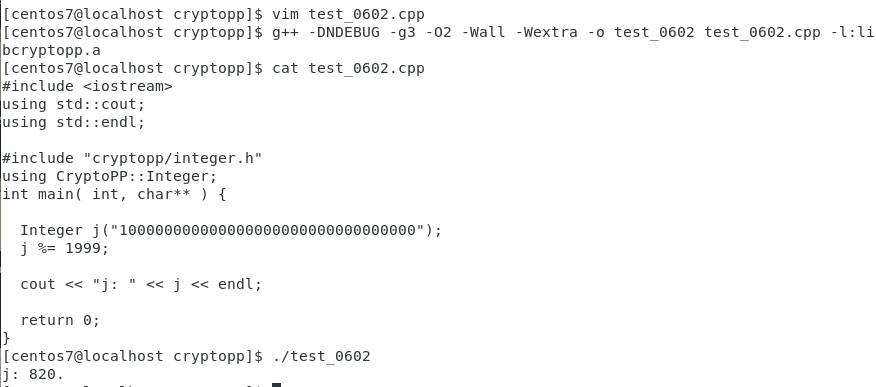 [centos7@localhost cryptopp]$ vim test_0602.cpp
[centos7@localhost cryptopp]$ g++ -DNDEBUG -g3 -O2 -Wall -Wextra -o test_0602 test_0602.cpp -l:li
bcryptopp.a
[centos7@localhost cryptopp]$ cat test_0602.cpp
#include <iostream>
using std::cout;
using std::endl;
#include "cryptopp/integer.h"
using CryptoPP::Integer;
int main( int, char** ) {
  Integer j("100000000000000000000000000000000");
  j %= 1999;
  cout << "j: " << j << endl;
  return 0;
}
[centos7@localhost cryptopp]$ ./test_0602
j: 820.